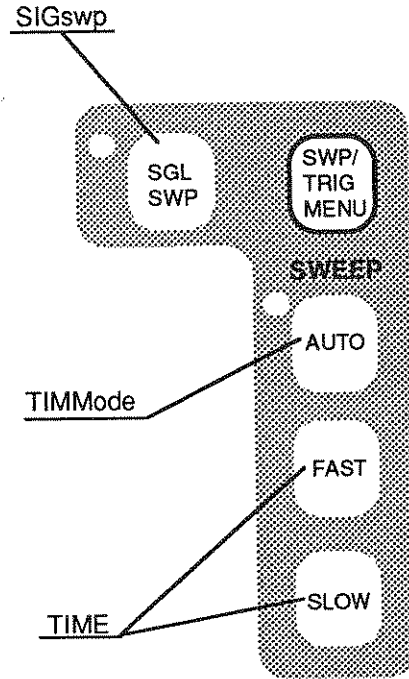 SIGswp
SGL
SWP
SWP/
TRIG
MENU
SWEEP
AUTO
TIMMode
FAST
SLOW
TIME